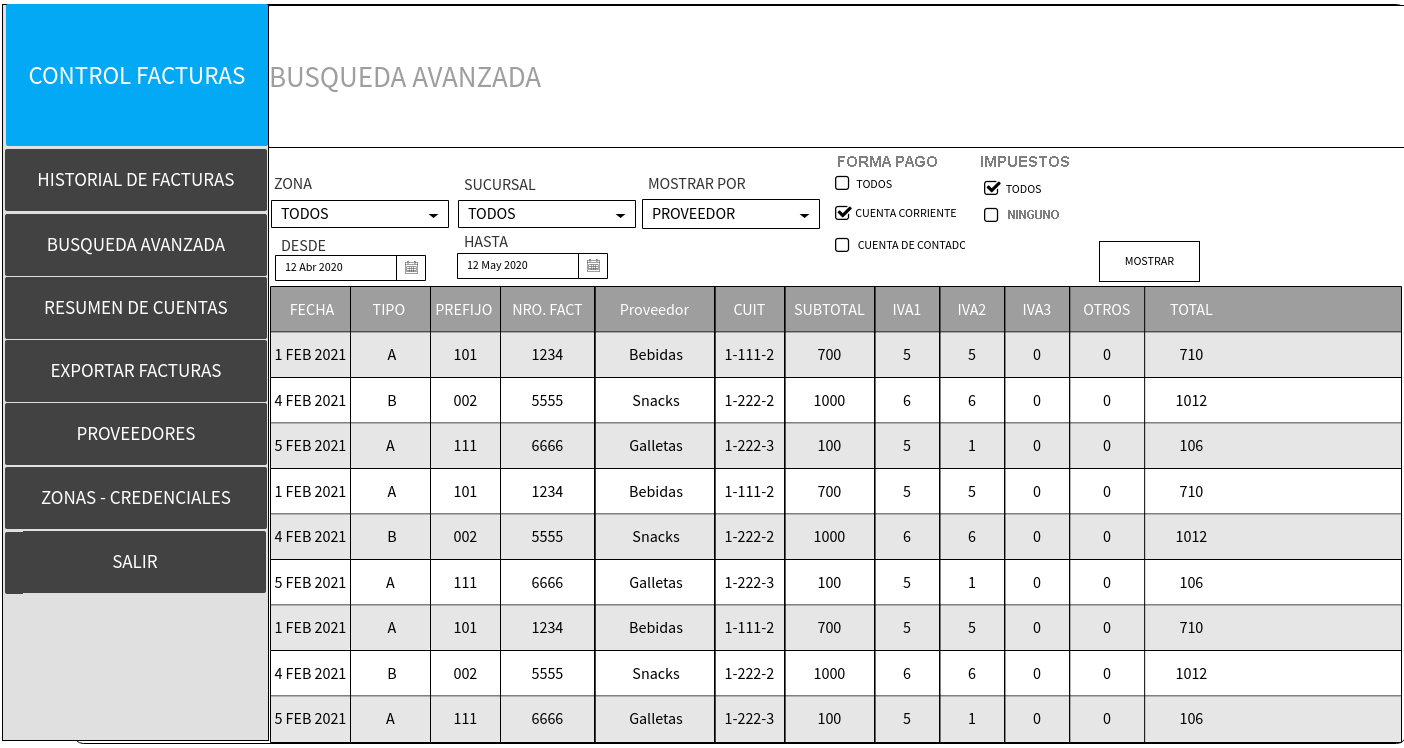 CONTROL FACTURAS
BUSQUEDA AVANZADA
HISTORIAL DE FACTURAS
BUSQUEDA AVANZADA
RESUMEN DE CUENTAS
EXPORTAR FACTURAS
PROVEEDORES
ZONAS - CREDENCIALES
SALIR
ZONA SUCURSAL MOSTRAR POR
TODOS TODOS PROVEEDOR
DESDE HASTA
12 Abr 2020 12 May 2020
FORMA PAGO
TODOS
CUENTA CORRIENTE
CUENTA DE CONTADC
IMPUESTOS
TODOS
NINGUNO
MOSTRAR
FECHA TIPO PREFIJO NRO. FACT Proveedor CUIT SUBTOTAL IVA1 IVA2 IVA3 OTROS TOTAL
1 FEB 2021 A 101 1234 Bebidas 1-111-2 700 5 5 0 0 710
4 FEB 2021 B 002 5555 Snacks 1-222-2 1000 6 6 0 0 1012
5 FEB 2021 A 111 6666 Galletas 1-222-3 100 5 1 0 0 106
1 FEB 2021 A 101 1234 Bebidas 1-111-2 700 5 5 0 0 710
4 FEB 2021 B 002 5555 Snacks 1-222-2 1000 6 6 0 0 1012
5 FEB 2021 A 111 6666 Galletas 1-222-3 100 5 1 0 0 106
1 FEB 2021 A 101 1234 Bebidas 1-111-2 700 5 5 0 0 710
4 FEB 2021 B 002 5555 Snacks 1-222-2 1000 6 6 0 0 1012
5 FEB 2021 A 111 6666 Galletas 1-222-3 100 5 1 0 0 106